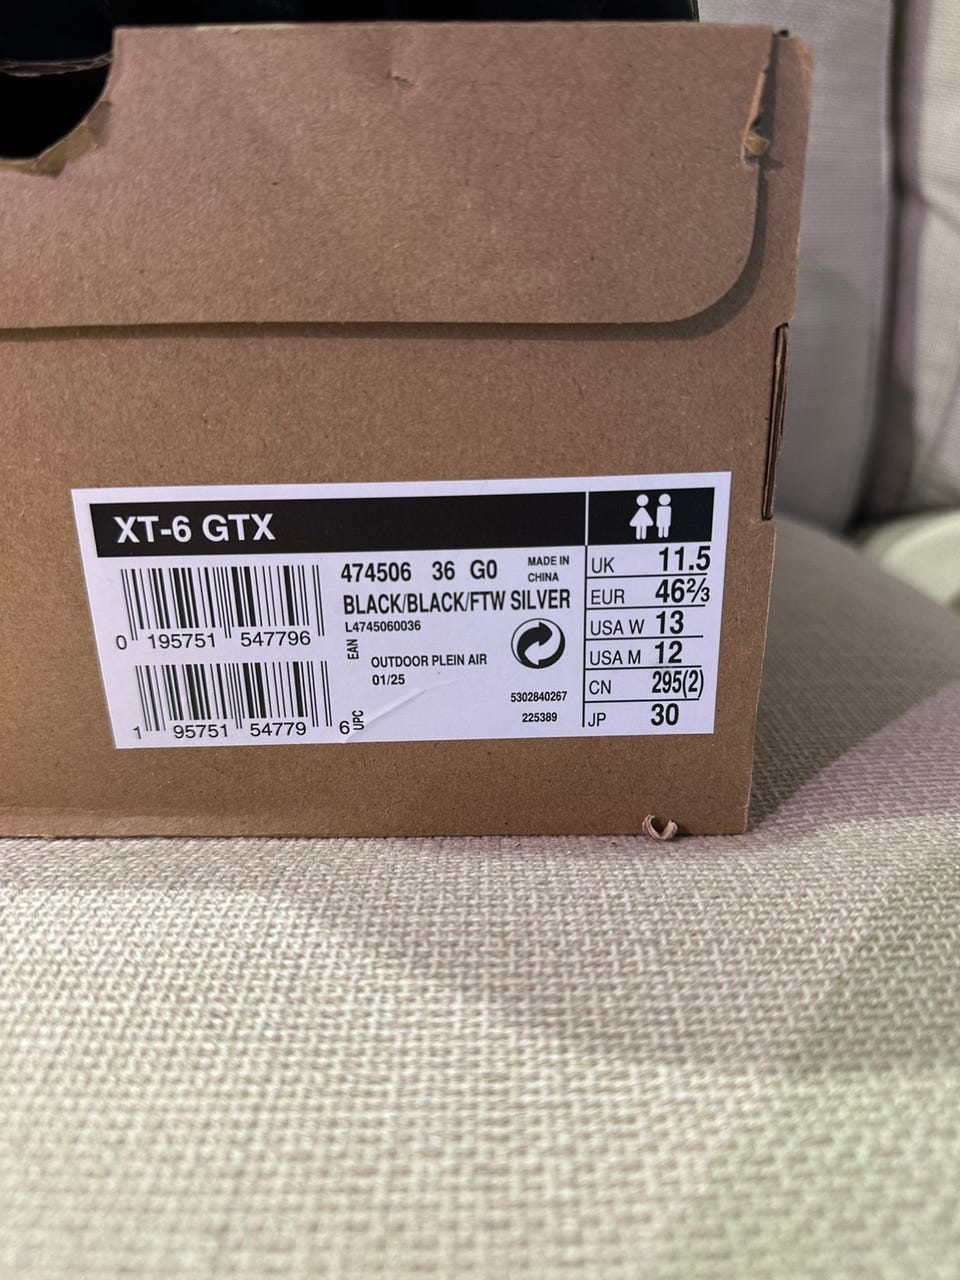 XT-6 GTX
474506 36 G0
MADE IN
CHINA
BLACK/BLACK/FTW SILVER
L4745060036
0 195751 547796
EAN
OUTDOOR PLEIN AIR
01/25
5302840267
225389
1 95751 54779 6
UPC
UK 11.5
EUR 46⅔
USA W 13
USA M 12
CN 295(2)
JP 30